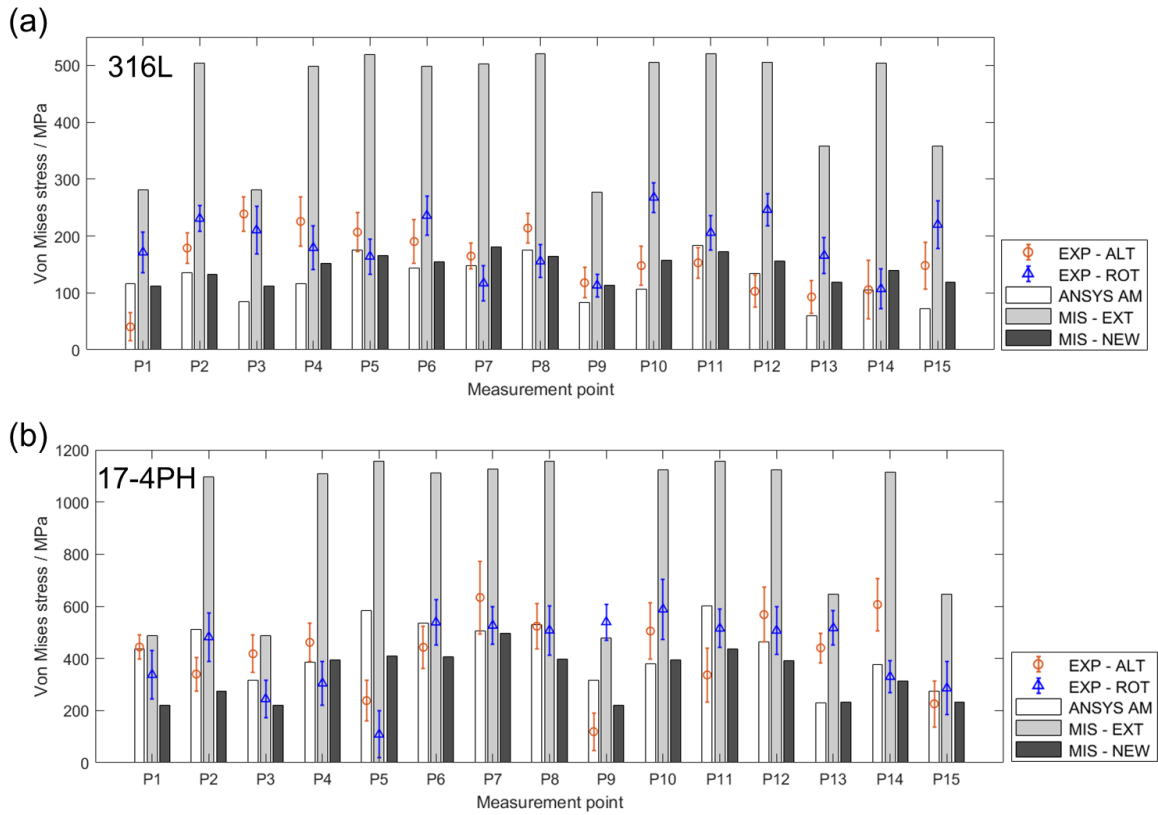 (a)
316L
Von Mises stress / MPa
500
400
300
200
100
0
P1 P2 P3 P4 P5 P6 P7 P8 P9 P10 P11 P12 P13 P14 P15
Measurement point
EXP - ALT
EXP - ROT
ANSYS AM
MIS - EXT
MIS - NEW
(b)
17-4PH
Von Mises stress / MPa
1200
1000
800
600
400
200
0
P1 P2 P3 P4 P5 P6 P7 P8 P9 P10 P11 P12 P13 P14 P15
Measurement point
EXP - ALT
EXP - ROT
ANSYS AM
MIS - EXT
MIS - NEW